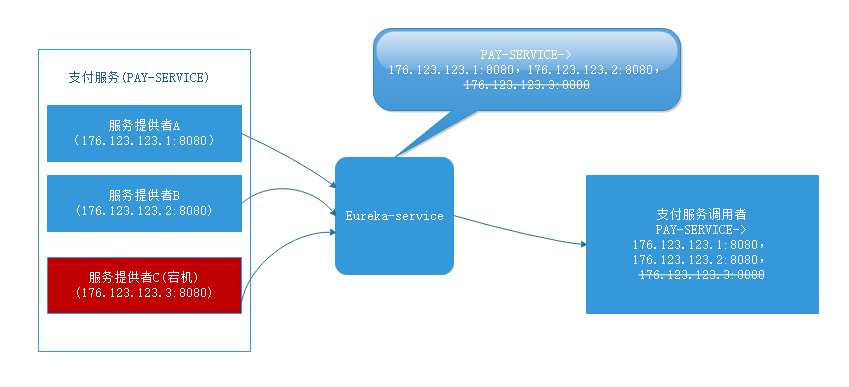 支付服务(PAY-SERVICE)
服务提供者A
(176.123.123.1:8080)
服务提供者B
(176.123.123.2:8080)
服务提供者C(宕机)
(176.123.123.3:8080)
PAY-SERVICE->
176.123.123.1:8080，176.123.123.2:8080，
176.123.123.3:8080
Eureka-service
支付服务调用者
PAY-SERVICE->
176.123.123.1:8080，
176.123.123.2:8080，
176.123.123.3:8080